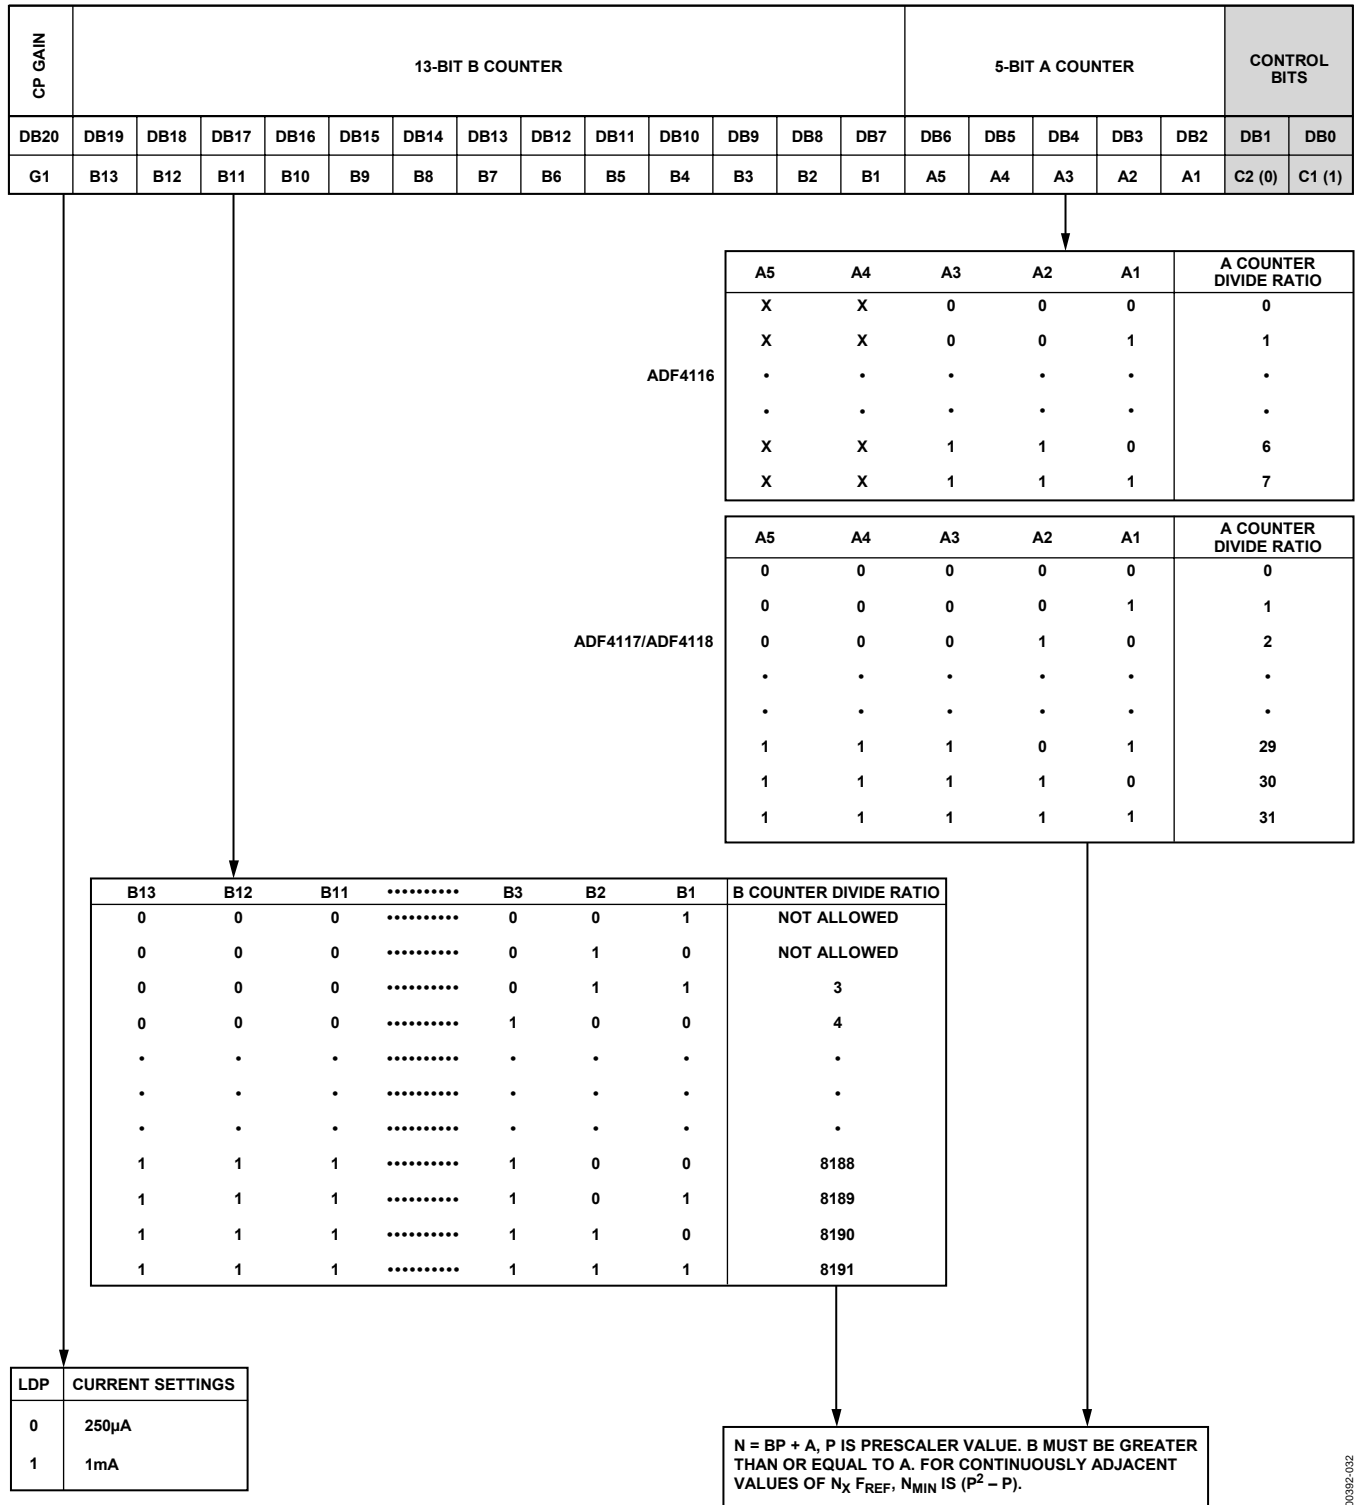 CP GAIN
13-BIT B COUNTER
5-BIT A COUNTER
CONTROL
BITS
DB20 DB19 DB18 DB17 DB16 DB15 DB14 DB13 DB12 DB11 DB10 DB9 DB8 DB7 DB6 DB5 DB4 DB3 DB2 DB1 DB0
G1 B13 B12 B11 B10 B9 B8 B7 B6 B5 B4 B3 B2 B1 A5 A4 A3 A2 A1 C2 (0) C1 (1)
A5 A4 A3 A2 A1 A COUNTER
DIVIDE RATIO
X X 0 0 0 0
X X 0 0 1 1
ADF4116 • • • • • •
• • • • • •
X X 1 1 0 6
X X 1 1 1 7
A5 A4 A3 A2 A1 A COUNTER
DIVIDE RATIO
0 0 0 0 0 0
0 0 0 0 1 1
ADF4117/ADF4118 0 0 0 1 0 2
• • • • • •
• • • • • •
1 1 1 0 1 29
1 1 1 1 0 30
1 1 1 1 1 31
B13 B12 B11 •••••••••• B3 B2 B1 B COUNTER DIVIDE RATIO
0 0 0 •••••••••• 0 0 1 NOT ALLOWED
0 0 0 •••••••••• 0 1 0 NOT ALLOWED
0 0 0 •••••••••• 0 1 1 3
0 0 0 •••••••••• 1 0 0 4
• • • •••••••••• • • • •
• • • •••••••••• • • • •
• • • •••••••••• • • • •
1 1 1 •••••••••• 1 0 0 8188
1 1 1 •••••••••• 1 0 1 8189
1 1 1 •••••••••• 1 1 0 8190
1 1 1 •••••••••• 1 1 1 8191
LDP CURRENT SETTINGS
0 250µA
1 1mA
N = BP + A, P IS PRESCALER VALUE. B MUST BE GREATER
THAN OR EQUAL TO A. FOR CONTINUOUSLY ADJACENT
VALUES OF NX FREF, NMIN IS (P² – P).
00392-032